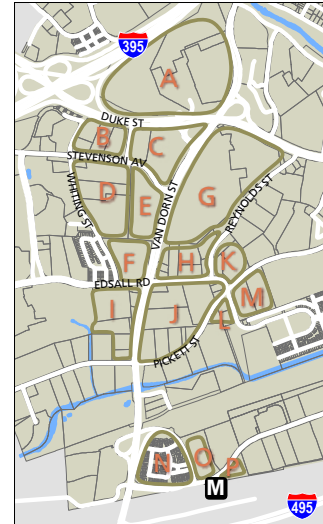 395
A
DUKE ST
B
C
STEVENSON AV
D
WHITING ST
E
VAN DORN ST
G
REYNOLDS ST
F
H
K
EDSALL RD
I
J
M
L
PICKETT ST
N
O
P
M
495